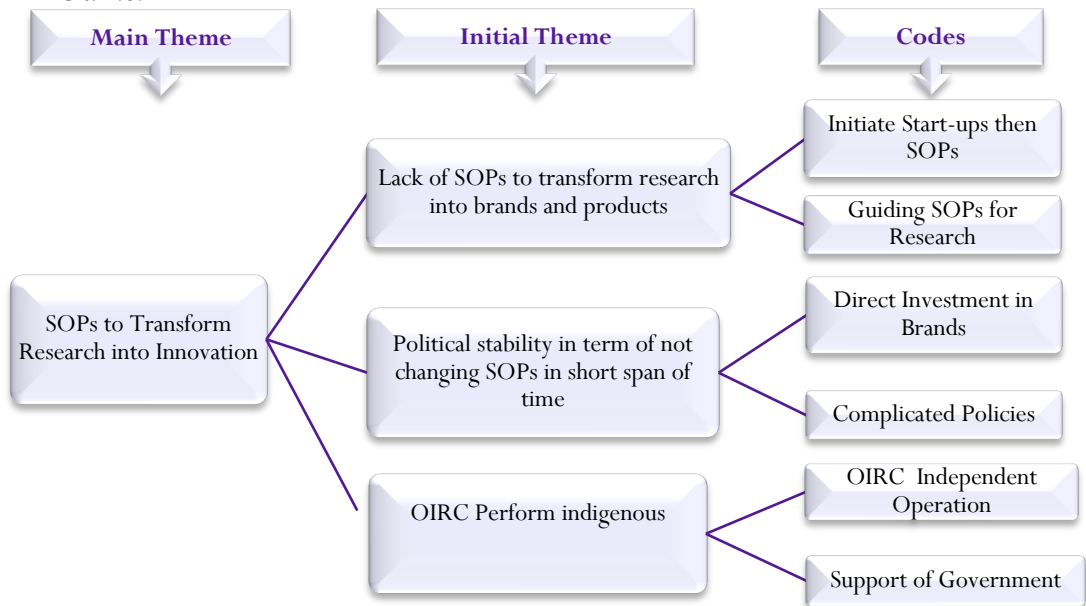 Main Theme
Initial Theme
Codes
SOPs to Transform
Research into Innovation
Lack of SOPs to transform research
into brands and products
Initiate Start-ups then
SOPs
Guiding SOPs for
Research
Political stability in term of not
changing SOPs in short span of
time
Direct Investment in
Brands
Complicated Policies
OIRC Perform indigenous
OIRC Independent
Operation
Support of Government